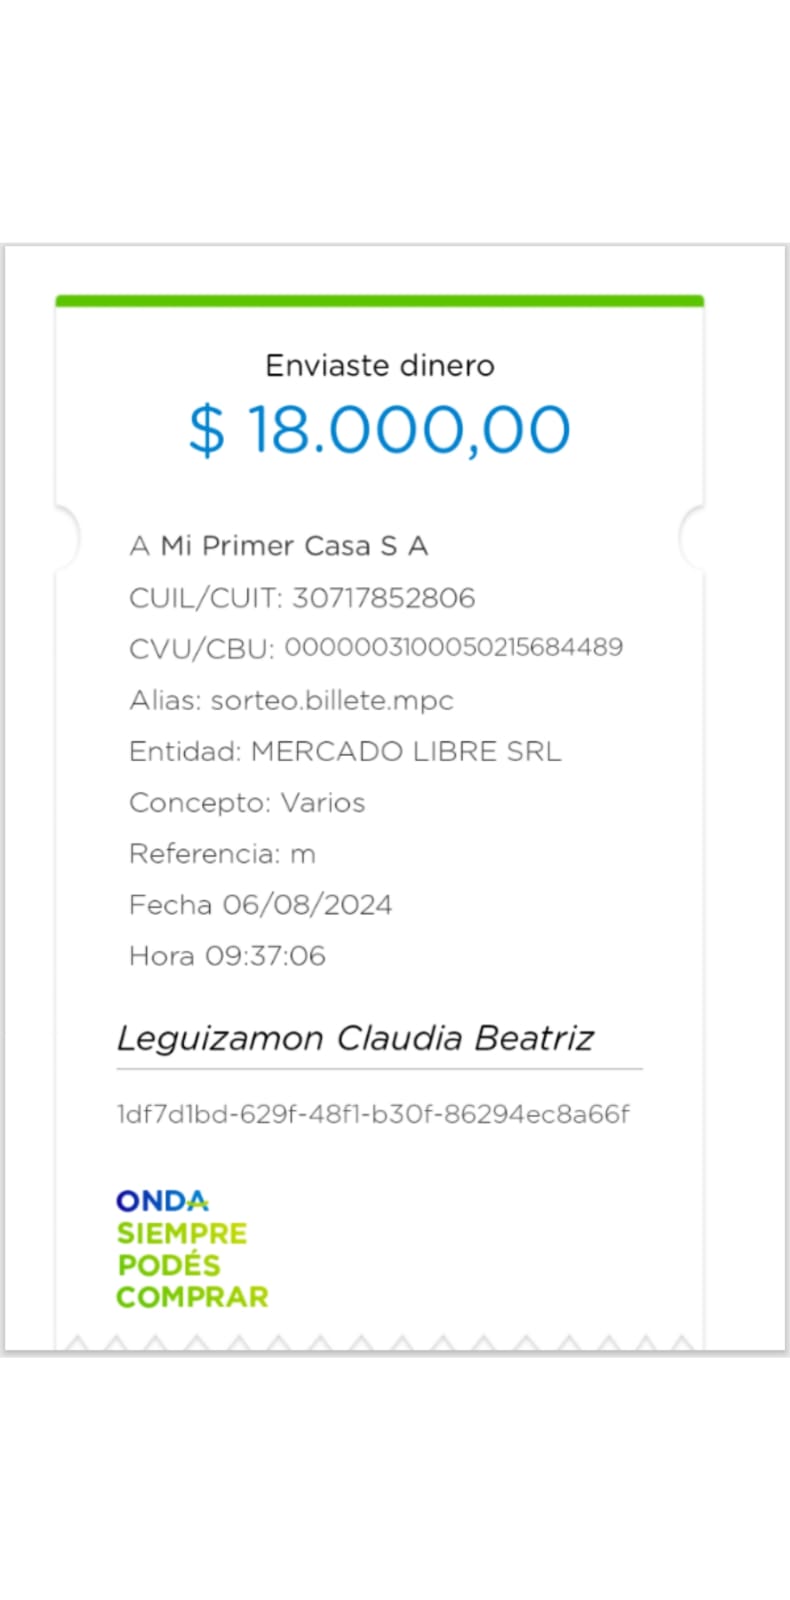 Enviaste dinero
$ 18.000,00
A Mi Primer Casa S A
CUIL/CUIT: 30717852806
CVU/CBU: 0000003100050215684489
Alias: sorteo.billete.mpc
Entidad: MERCADO LIBRE SRL
Concepto: Varios
Referencia: m
Fecha 06/08/2024
Hora 09:37:06
Leguizamon Claudia Beatriz
1df7d1bd-629f-48f1-b30f-86294ec8a66f
ONDA
SIEMPRE
PODÉS
COMPRAR